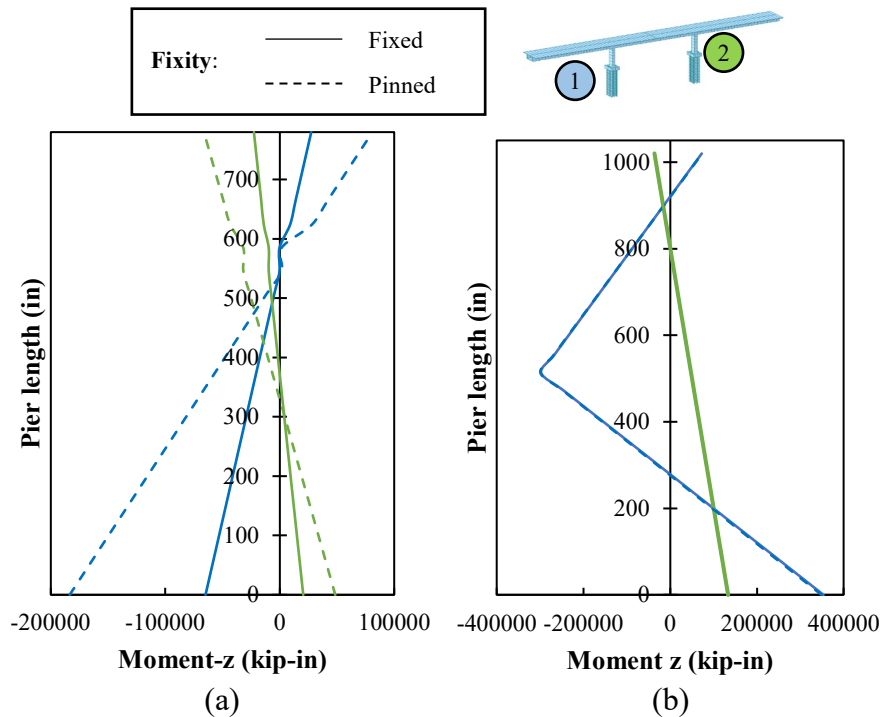 Fixity:
Fixed
Pinned
1
2
Pier length (in)
700
600
500
400
300
200
100
0
-200000
-100000
0
100000
Moment-z (kip-in)
(a)
Pier length (in)
1000
800
600
400
200
0
-400000
-200000
0
200000
400000
Moment z (kip-in)
(b)